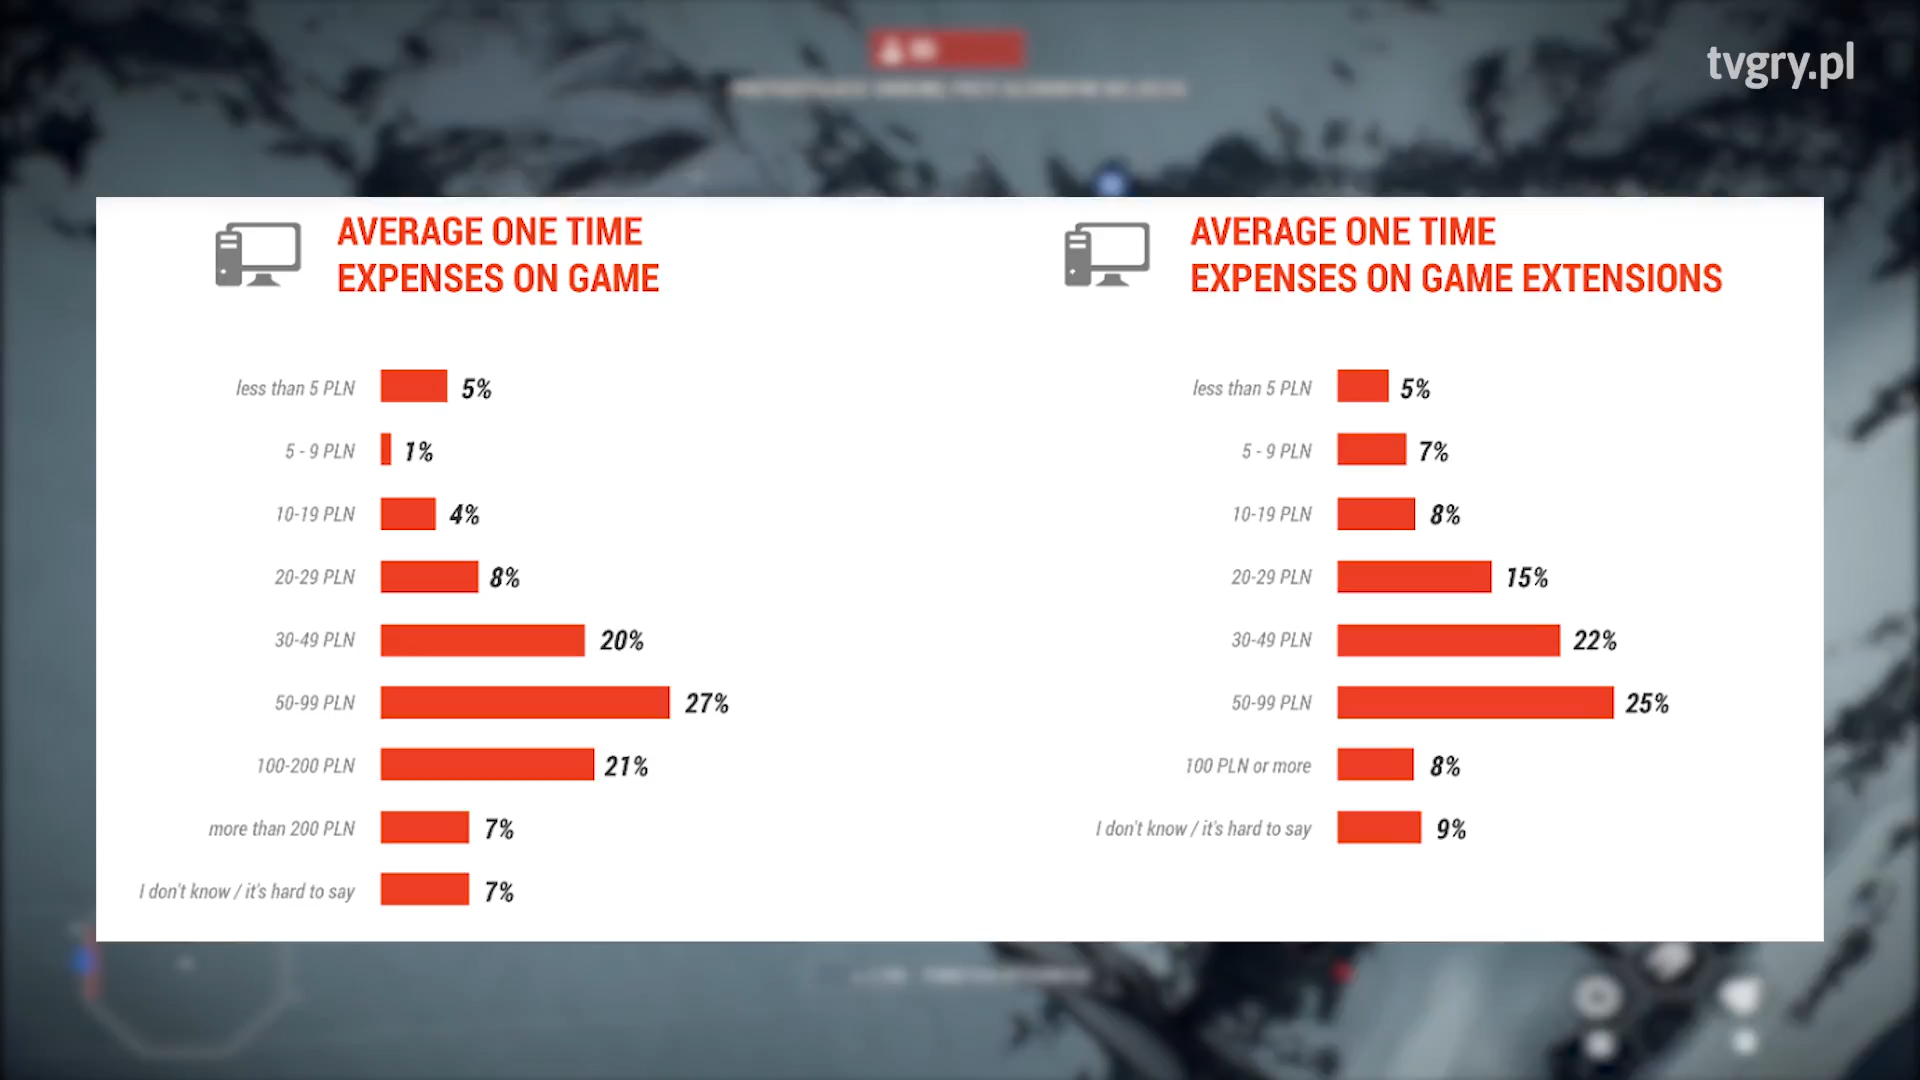 tvgry.pl
AVERAGE ONE TIME
EXPENSES ON GAME
less than 5 PLN 5%
5 - 9 PLN 1%
10-19 PLN 4%
20-29 PLN 8%
30-49 PLN 20%
50-99 PLN 27%
100-200 PLN 21%
more than 200 PLN 7%
I don't know / it's hard to say 7%
AVERAGE ONE TIME
EXPENSES ON GAME EXTENSIONS
less than 5 PLN 5%
5 - 9 PLN 7%
10-19 PLN 8%
20-29 PLN 15%
30-49 PLN 22%
50-99 PLN 25%
100 PLN or more 8%
I don't know / it's hard to say 9%